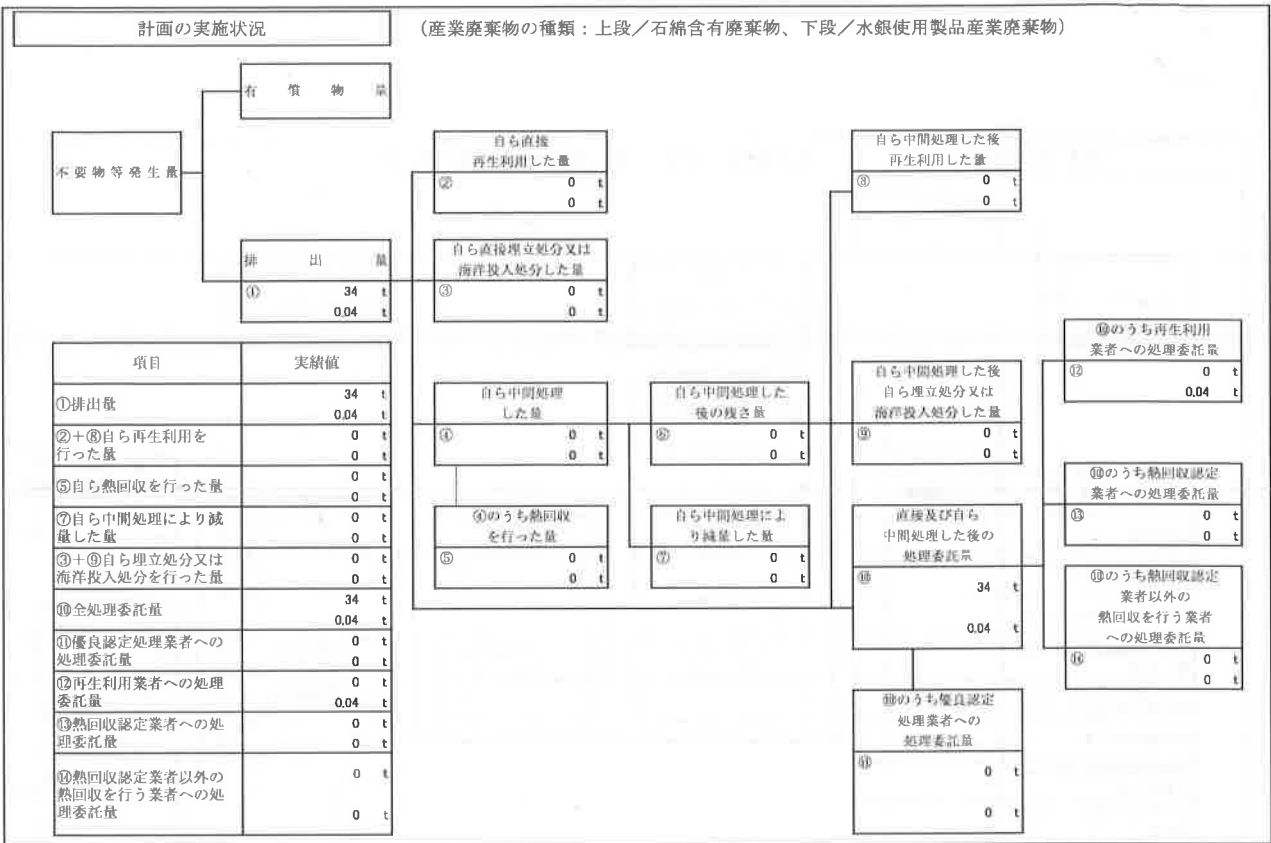 計画の実施状況
(産業廃棄物の種類:上段/石綿含有廃棄物、下段/水銀使用製品産業廃棄物)
有償物量
不要物等発生量
排出量
① 34 t
0.04 t
自ら直接
再生利用した量
② 0 t
0 t
自ら直接埋立処分又は
海洋投入処分した量
③ 0 t
0 t
自ら中間処理した後
再生利用した量
⑧ 0 t
0 t
自ら中間処理
した量
④ 0 t
0 t
自ら中間処理した
後の残さ量
⑥ 0 t
0 t
自ら中間処理した後
自ら埋立処分又は
海洋投入処分した量
⑨ 0 t
0 t
⑩のうち再生利用
業者への処理委託量
⑫ 0 t
0.04 t
④のうち熱回収
を行った量
⑤ 0 t
0 t
自ら中間処理によ
り減量した量
⑦ 0 t
0 t
直接及び自ら
中間処理した後の
処理委託量
⑩ 34 t
0.04 t
⑩のうち熱回収認定
業者への処理委託量
⑬ 0 t
0 t
⑩のうち熱回収認定
業者以外の
熱回収を行う業者
への処理委託量
⑭ 0 t
0 t
⑩のうち優良認定
処理業者への
処理委託量
⑪ 0 t
0 t
項目 実績値
①排出量 34 t
0.04 t
②+⑧自ら再生利用を 0 t
行った量 0 t
⑤自ら熱回収を行った量 0 t
0 t
⑦自ら中間処理により減 0 t
量した量 0 t
③+⑨自ら埋立処分又は 0 t
海洋投入処分を行った量 0 t
⑩全処理委託量 34 t
0.04 t
⑪優良認定処理業者への 0 t
処理委託量 0 t
⑫再生利用業者への処理 0 t
委託量 0.04 t
⑬熱回収認定業者への処 0 t
理委託量 0 t
⑭熱回収認定業者以外の 0 t
熱回収を行う業者への処
理委託量 0 t